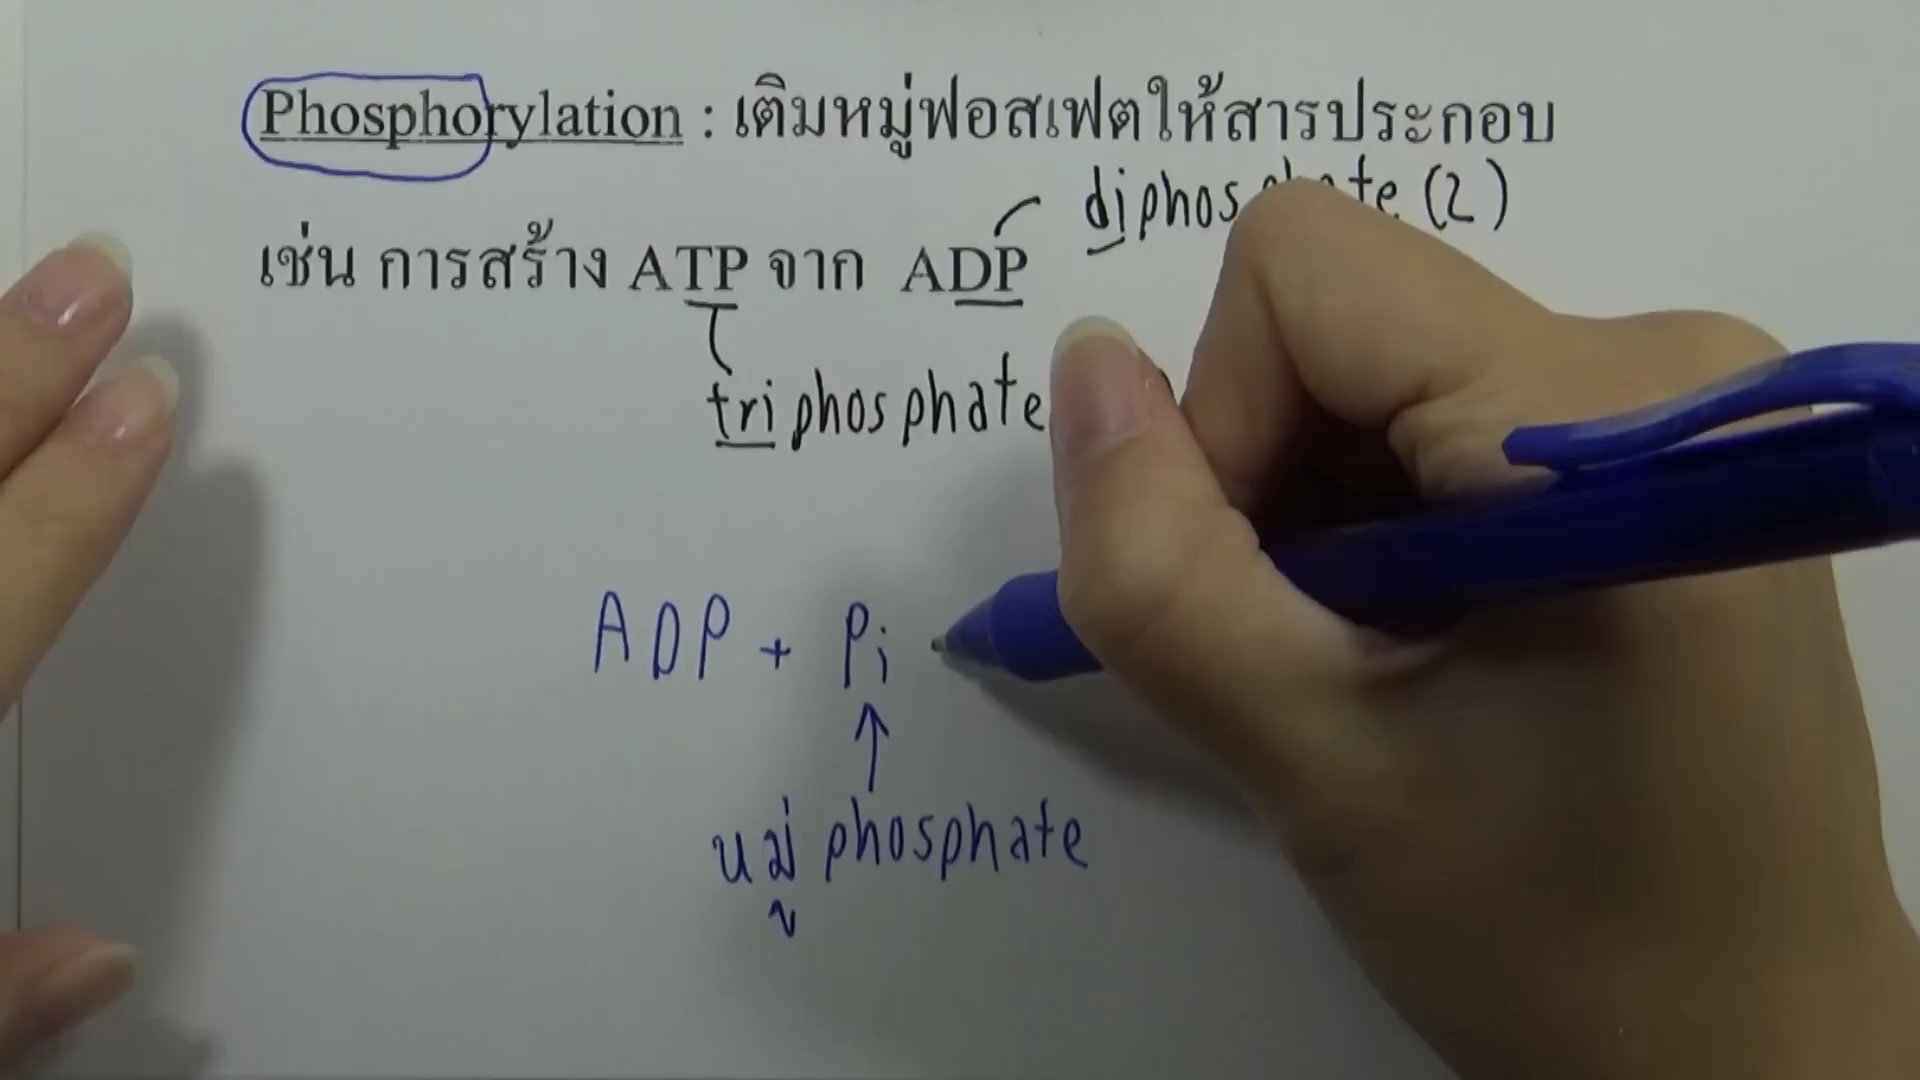 Phosphorylation : เติมหมู่ฟอสเฟตให้สารประกอบ
diphosphate (2)
เช่น การสร้าง ATP จาก ADP
triphosphate
ADP + Pi
หมู่ phosphate